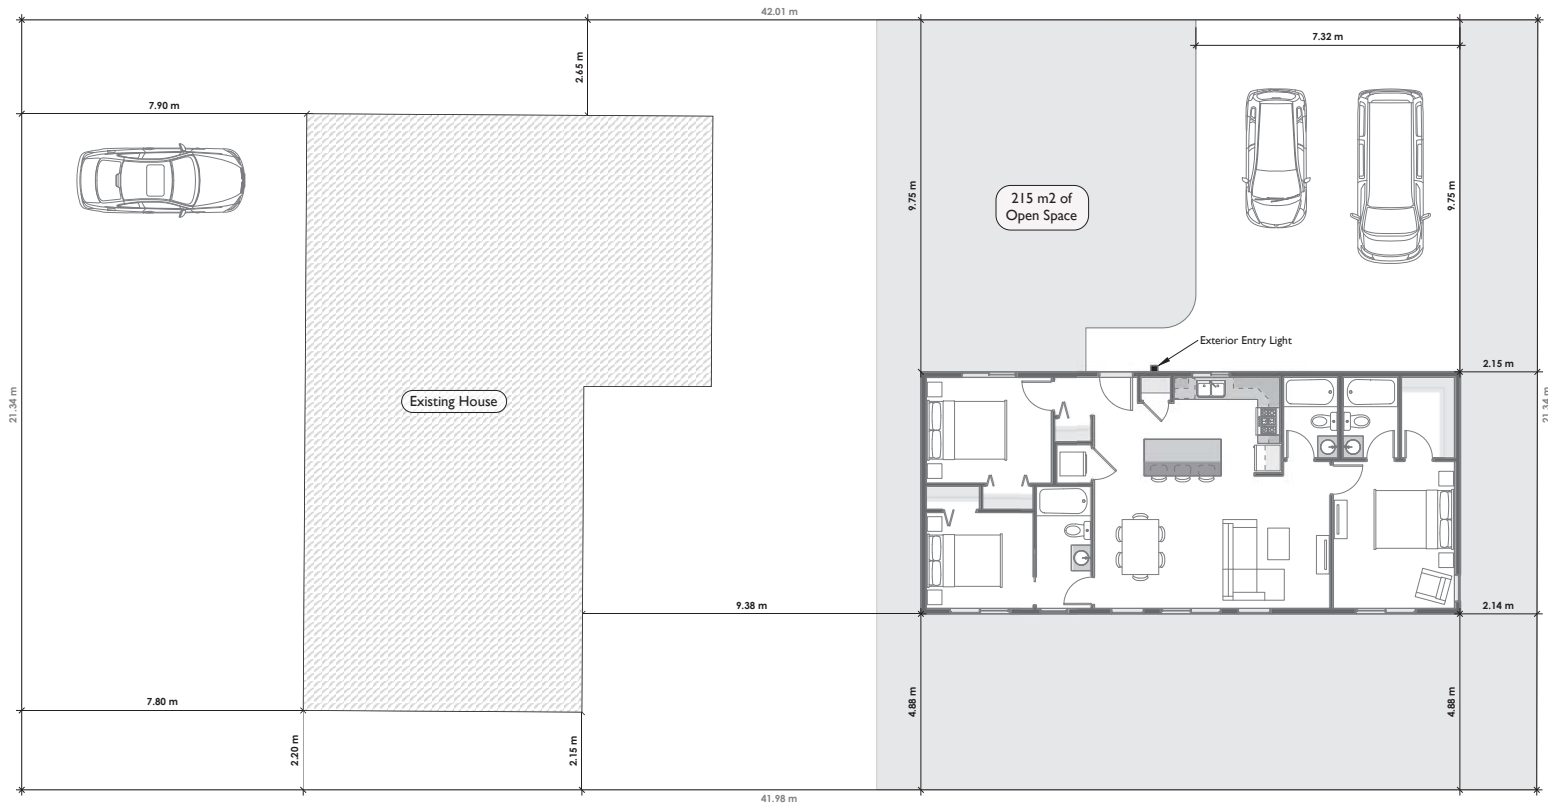 42.01 m
7.32 m
2.65 m
7.90 m
9.75 m
9.75 m
215 m2 of
Open Space
Exterior Entry Light
2.15 m
21.34 m
Existing House
21.34 m
9.38 m
2.14 m
7.80 m
4.88 m
4.88 m
2.20 m
2.15 m
41.98 m